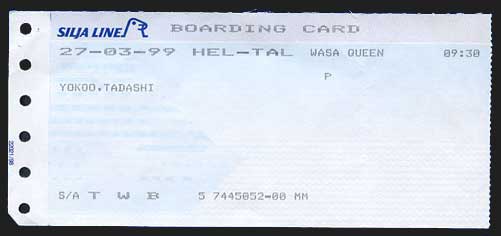 SILJA LINE BOARDING CARD
27-03-99 HEL-TAL WASA QUEEN 09:30
P
YOKOO,TADASHI
S/A T W B 5 7445052-00 MM